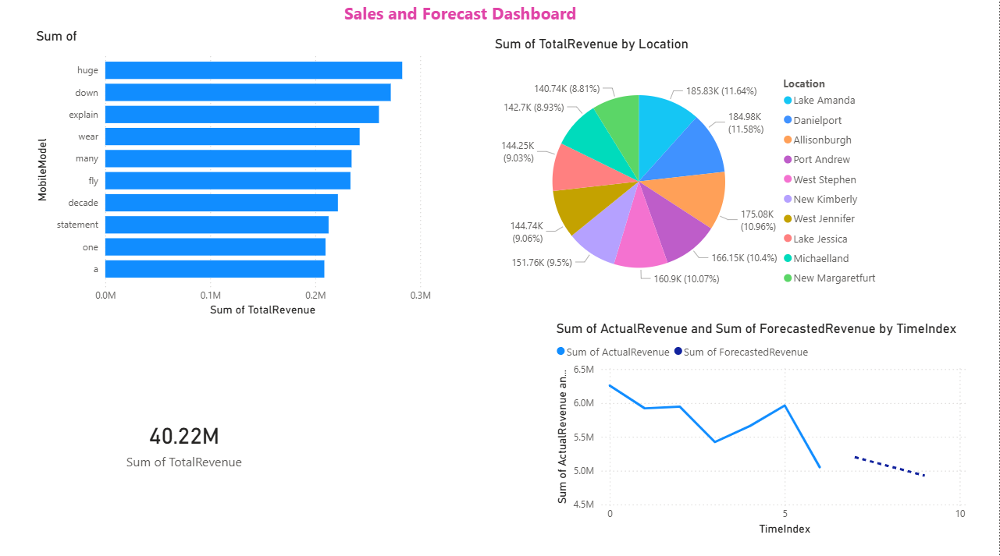 Sales and Forecast Dashboard
Sum of
MobileModel
huge
down
explain
wear
many
fly
decade
statement
one
a
0.0M 0.1M 0.2M 0.3M
Sum of TotalRevenue
Sum of TotalRevenue by Location
185.83K (11.64%)
184.98K
(11.58%)
175.08K
(10.96%)
166.15K (10.4%)
160.9K (10.07%)
151.76K (9.5%)
144.74K
(9.06%)
144.25K
(9.03%)
142.7K (8.93%)
140.74K (8.81%)
Location
Lake Amanda
Danielport
Allisonburgh
Port Andrew
West Stephen
New Kimberly
West Jennifer
Lake Jessica
Michaelland
New Margaretfurt
40.22M
Sum of TotalRevenue
Sum of ActualRevenue and Sum of ForecastedRevenue by TimeIndex
Sum of ActualRevenue Sum of ForecastedRevenue
Sum of ActualRevenue an...
6.5M
6.0M
5.5M
5.0M
4.5M
0 5 10
TimeIndex